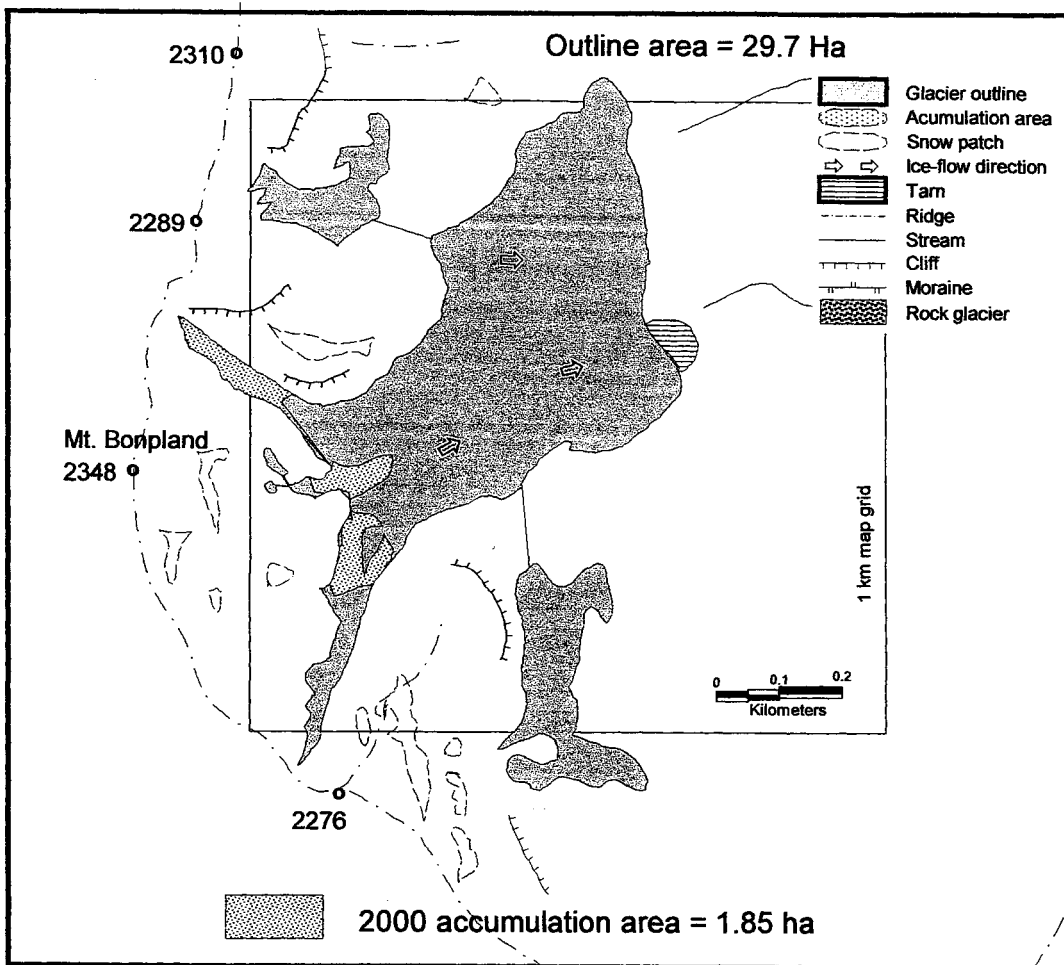 2310
Outline area = 29.7 Ha
Glacier outline
Acumulation area
Snow patch
Ice-flow direction
Tarn
Ridge
Stream
Cliff
Moraine
Rock glacier
2289
Mt. Bonpland
2348
1 km map grid
0 0.1 0.2
Kilometers
2276
2000 accumulation area = 1.85 ha